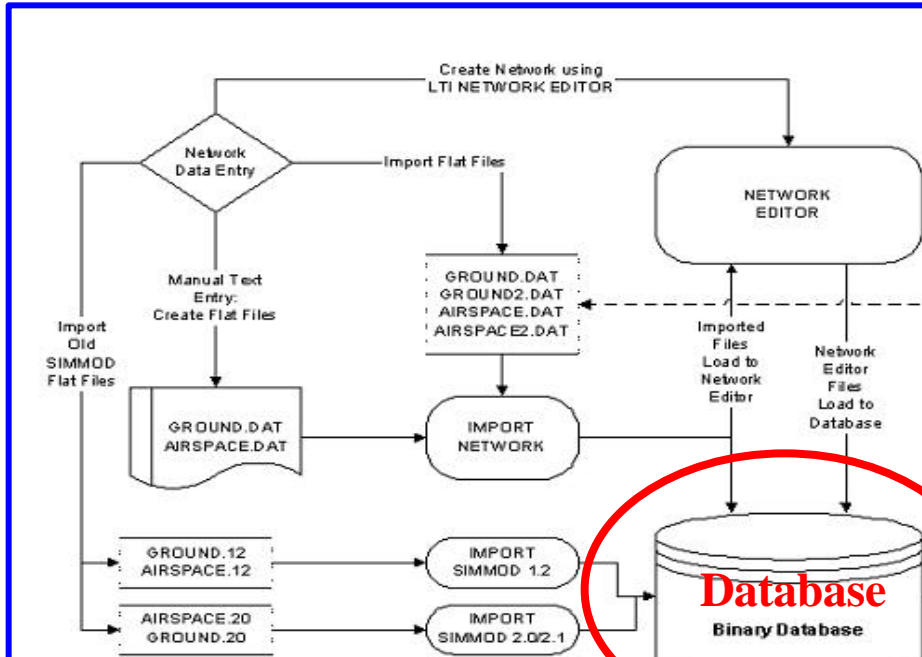 Create Network using
LTI NETWORK EDITOR
Network
Data Entry
Import Flat Files
NETWORK
EDITOR
Manual Text
Entry:
Create Flat Files
GROUND.DAT
GROUND2.DAT
AIRSPACE.DAT
AIRSPACE2.DAT
Import
Old
SIMMOD
Flat Files
Imported
Files
Load to
Network
Editor
Network
Editor
Files
Load to
Database
GROUND.DAT
AIRSPACE.DAT
IMPORT
NETWORK
GROUND.12
AIRSPACE.12
IMPORT
SIMMOD 1.2
Database
Binary Database
AIRSPACE.20
GROUND.20
IMPORT
SIMMOD 2.0/2.1